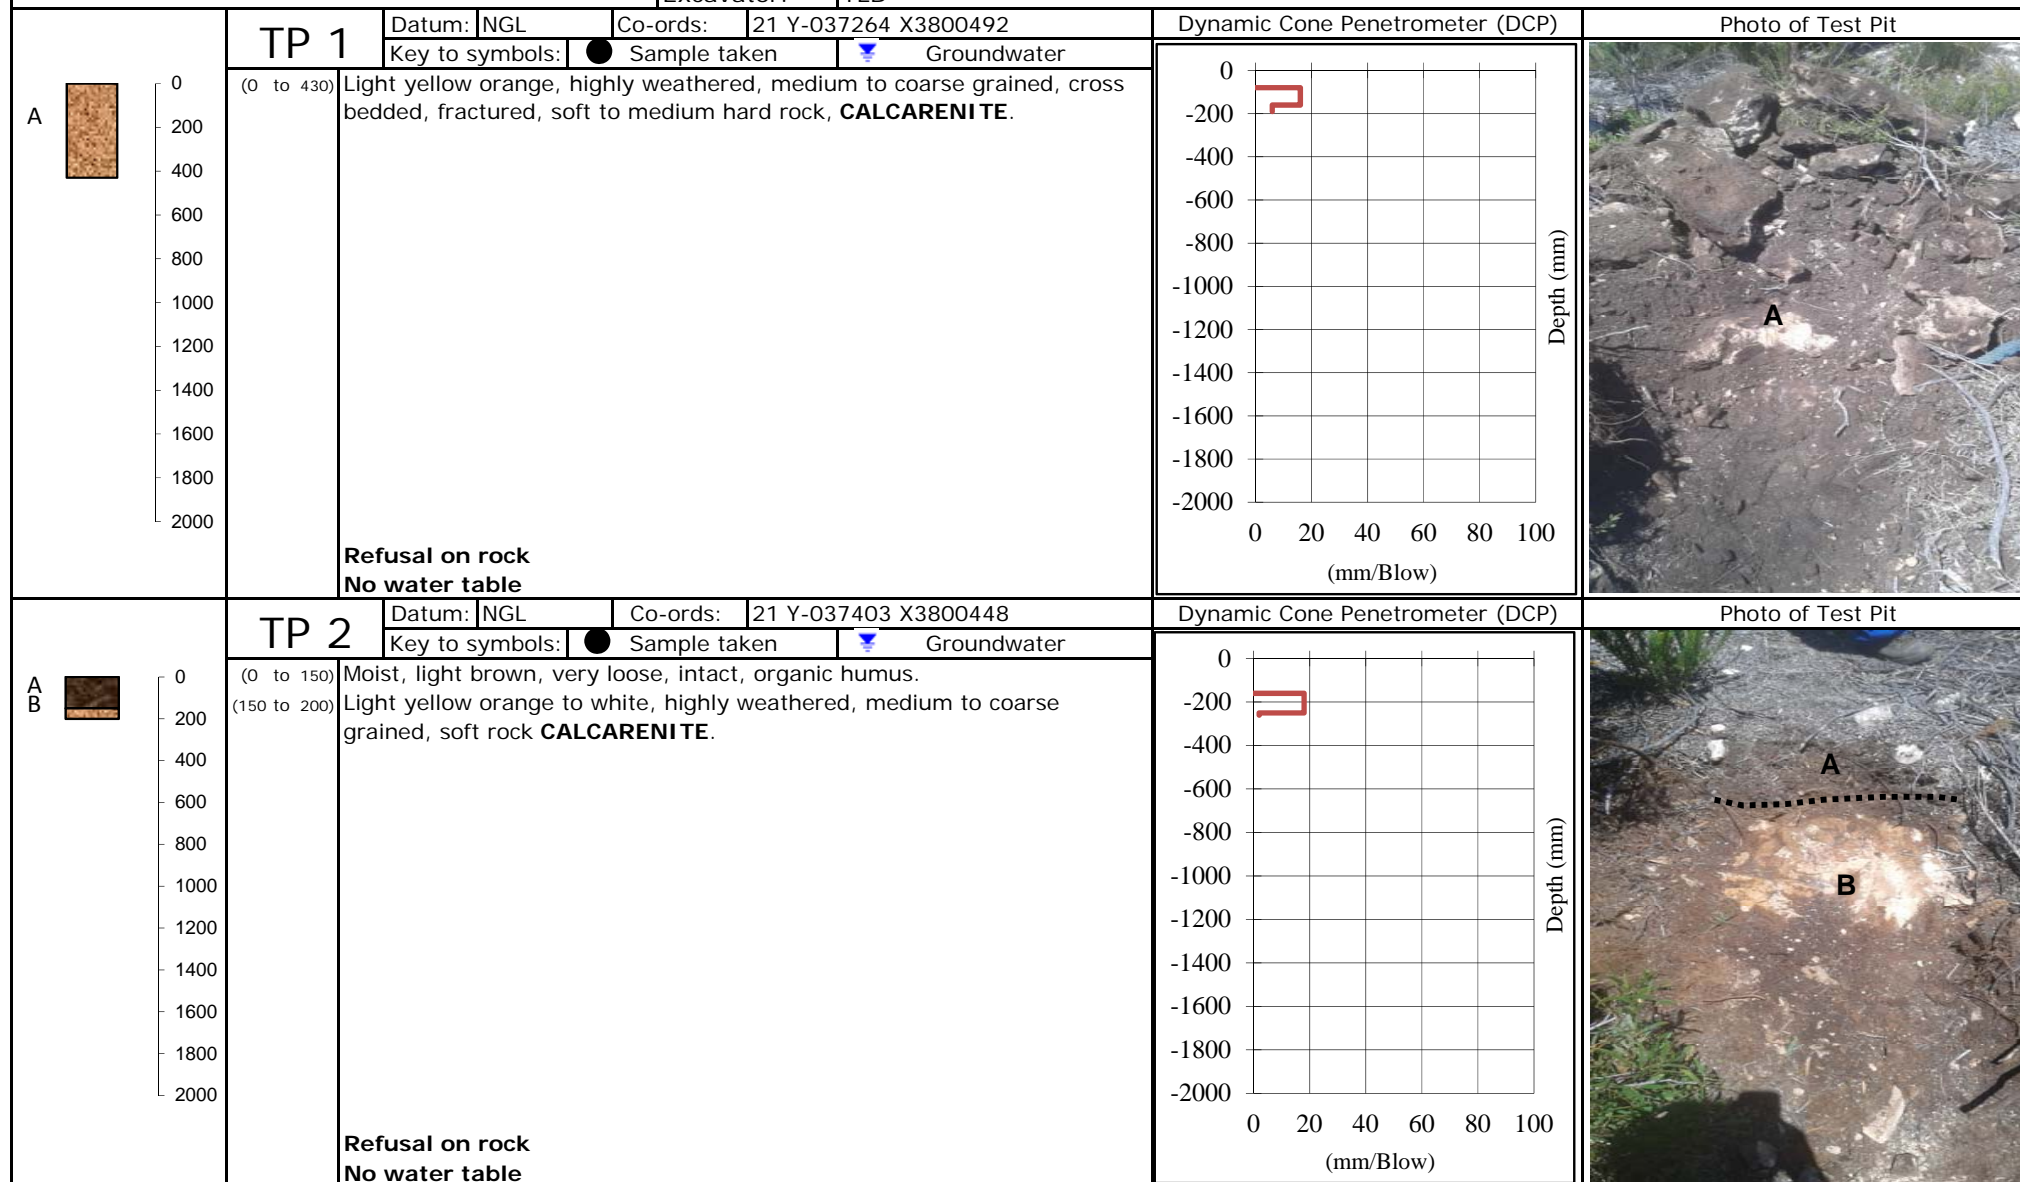 TP 1
Datum: NGL Co-ords: 21 Y-037264 X3800492
Key to symbols: Sample taken Groundwater
Dynamic Cone Penetrometer (DCP)
Photo of Test Pit
A
0
200
400
600
800
1000
1200
1400
1600
1800
2000
(0 to 430) Light yellow orange, highly weathered, medium to coarse grained, cross
bedded, fractured, soft to medium hard rock, CALCARENITE.
Refusal on rock
No water table
0
-200
-400
-600
-800
-1000
-1200
-1400
-1600
-1800
-2000
0 20 40 60 80 100
(mm/Blow)
Depth (mm)
A
TP 2
Datum: NGL Co-ords: 21 Y-037403 X3800448
Key to symbols: Sample taken Groundwater
Dynamic Cone Penetrometer (DCP)
Photo of Test Pit
A
B
0
200
400
600
800
1000
1200
1400
1600
1800
2000
(0 to 150) Moist, light brown, very loose, intact, organic humus.
(150 to 200) Light yellow orange to white, highly weathered, medium to coarse
grained, soft rock CALCARENITE.
Refusal on rock
No water table
0
-200
-400
-600
-800
-1000
-1200
-1400
-1600
-1800
-2000
0 20 40 60 80 100
(mm/Blow)
Depth (mm)
A
B